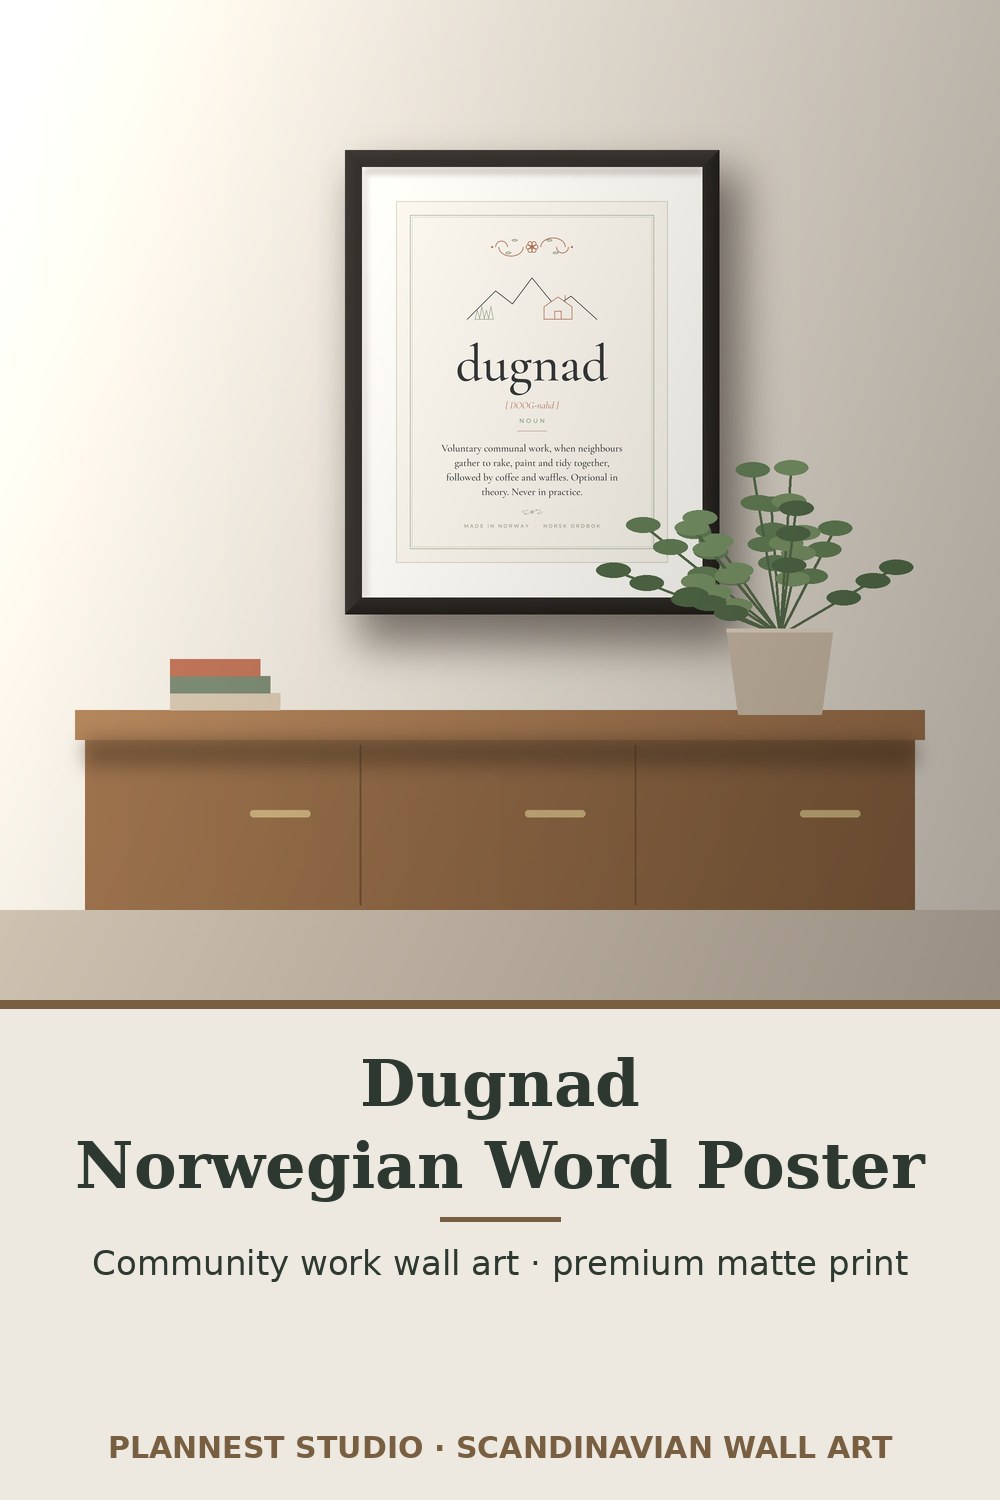 dugnad
[ DOOG-nahd ]
NOUN
Voluntary communal work, when neighbours
gather to rake, paint and tidy together,
followed by coffee and waffles. Optional in
theory. Never in practice.
MADE IN NORWAY · NORSK ORDBOK
Dugnad
Norwegian Word Poster
Community work wall art · premium matte print
PLANNEST STUDIO · SCANDINAVIAN WALL ART